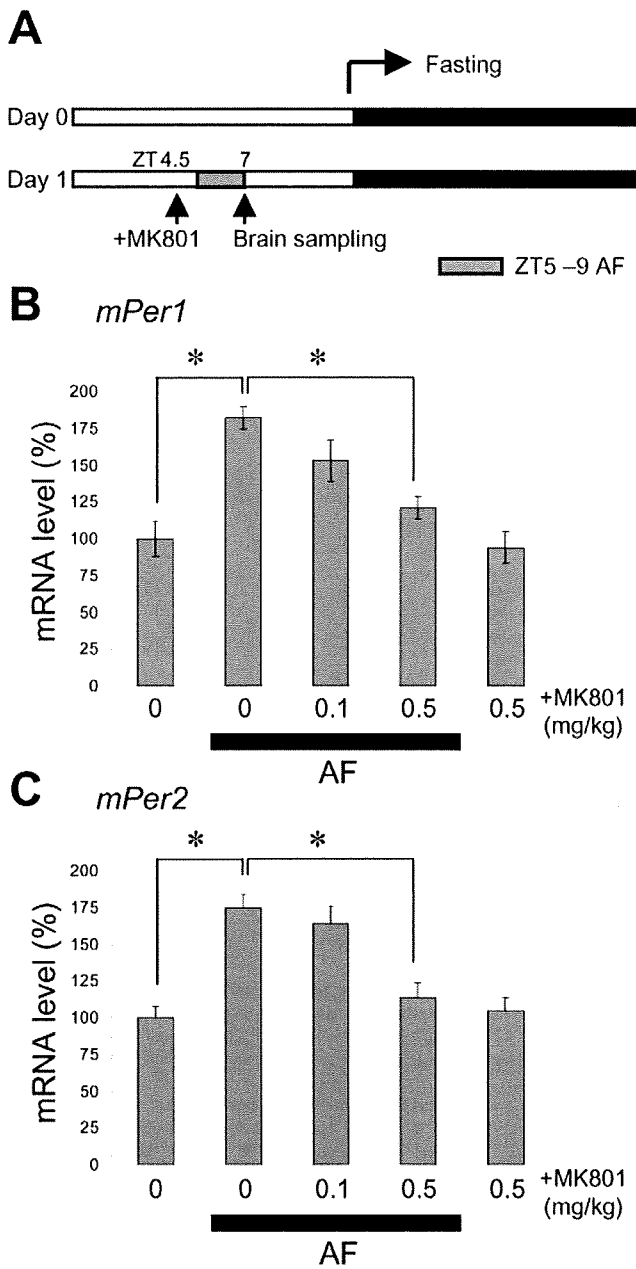 A
Fasting
Day 0
ZT 4.5 7
Day 1
+MK801 Brain sampling
ZT5 –9 AF
B mPer1
* *
mRNA level (%)
200
175
150
125
100
75
50
25
0
0 0 0.1 0.5 0.5 +MK801
(mg/kg)
AF
C mPer2
* *
mRNA level (%)
200
175
150
125
100
75
50
25
0
0 0 0.1 0.5 0.5 +MK801
(mg/kg)
AF